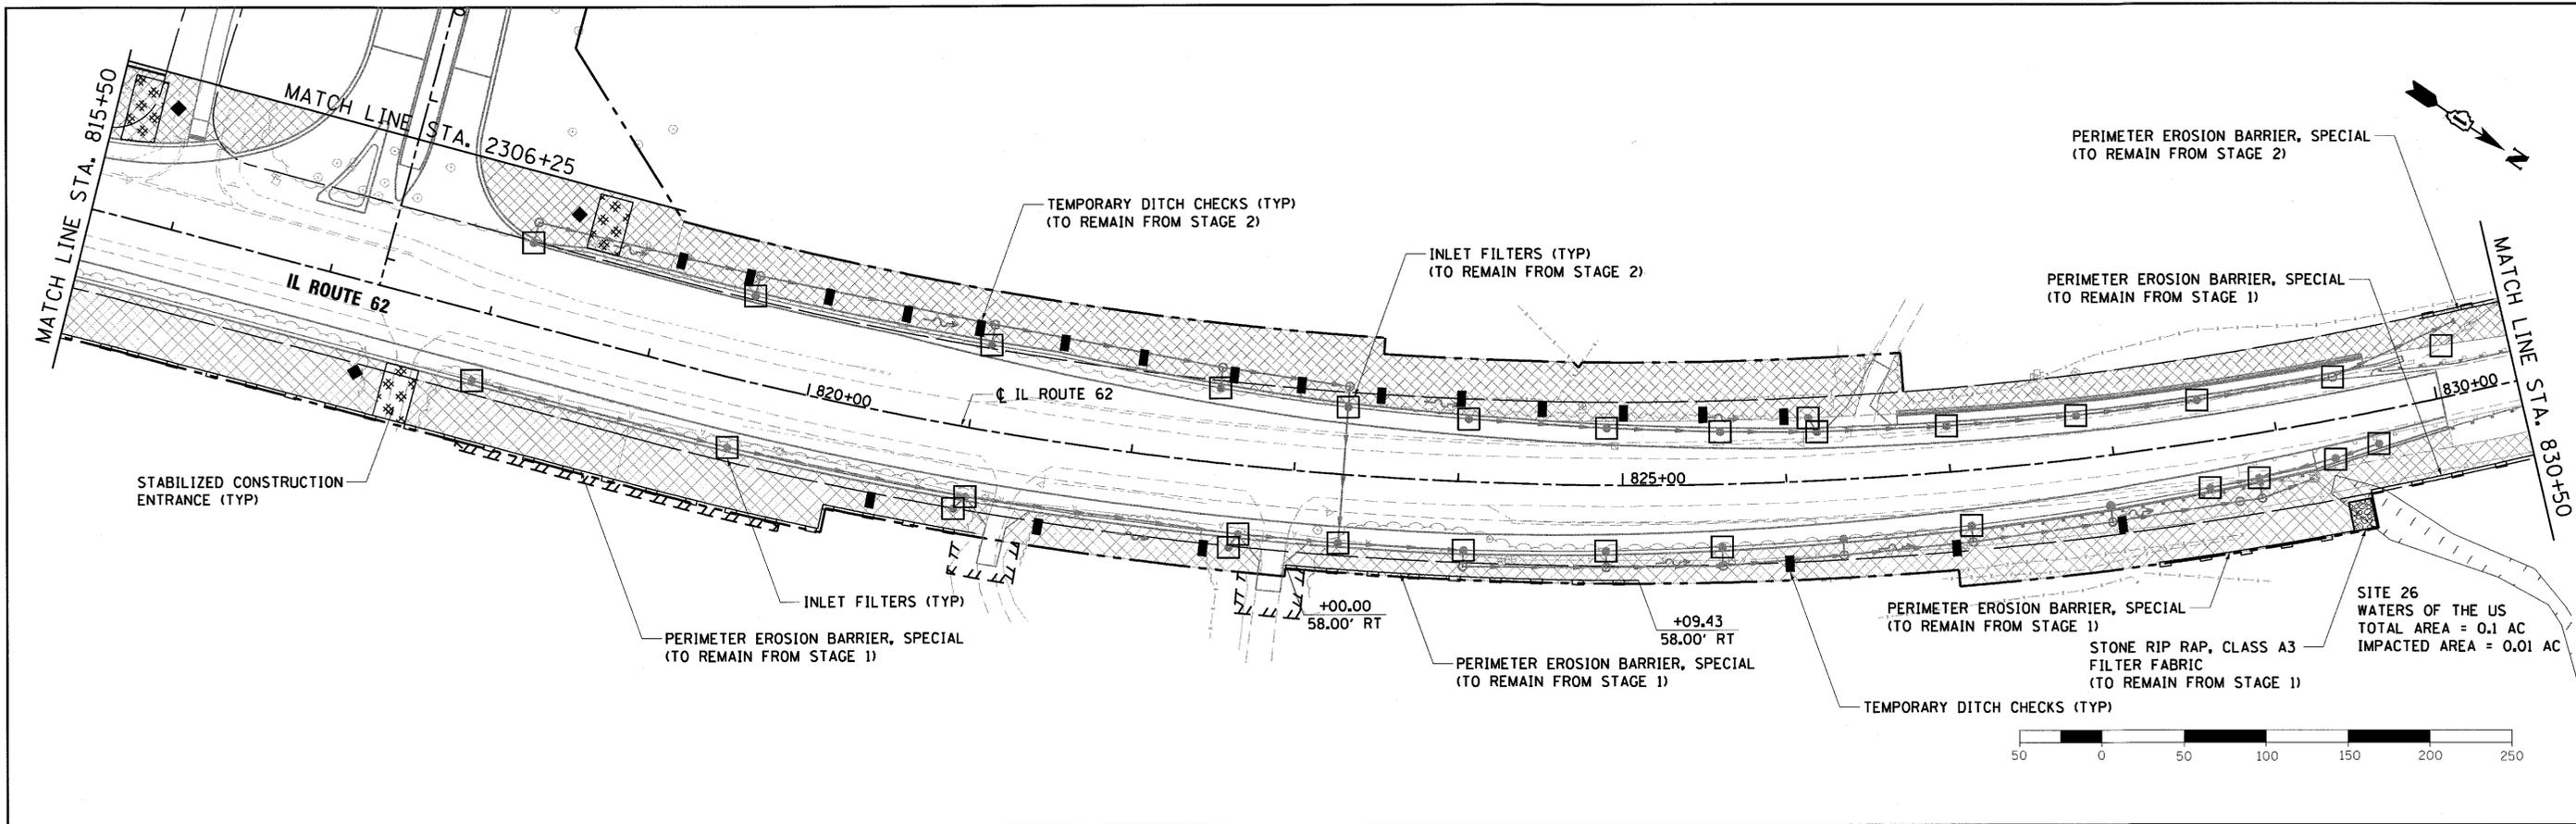 MATCH LINE STA. 815+50
MATCH LINE STA. 2306+25
IL ROUTE 62
TEMPORARY DITCH CHECKS (TYP)
(TO REMAIN FROM STAGE 2)
INLET FILTERS (TYP)
(TO REMAIN FROM STAGE 2)
PERIMETER EROSION BARRIER, SPECIAL
(TO REMAIN FROM STAGE 2)
N
PERIMETER EROSION BARRIER, SPECIAL
(TO REMAIN FROM STAGE 1)
MATCH LINE STA. 830+50
820+00
℄ IL ROUTE 62
830+00
825+00
STABILIZED CONSTRUCTION
ENTRANCE (TYP)
INLET FILTERS (TYP)
PERIMETER EROSION BARRIER, SPECIAL
(TO REMAIN FROM STAGE 1)
+00.00
58.00' RT
+09.43
58.00' RT
PERIMETER EROSION BARRIER, SPECIAL
(TO REMAIN FROM STAGE 1)
PERIMETER EROSION BARRIER, SPECIAL
(TO REMAIN FROM STAGE 1)
STONE RIP RAP, CLASS A3
FILTER FABRIC
(TO REMAIN FROM STAGE 1)
SITE 26
WATERS OF THE US
TOTAL AREA = 0.1 AC
IMPACTED AREA = 0.01 AC
TEMPORARY DITCH CHECKS (TYP)
50 0 50 100 150 200 250